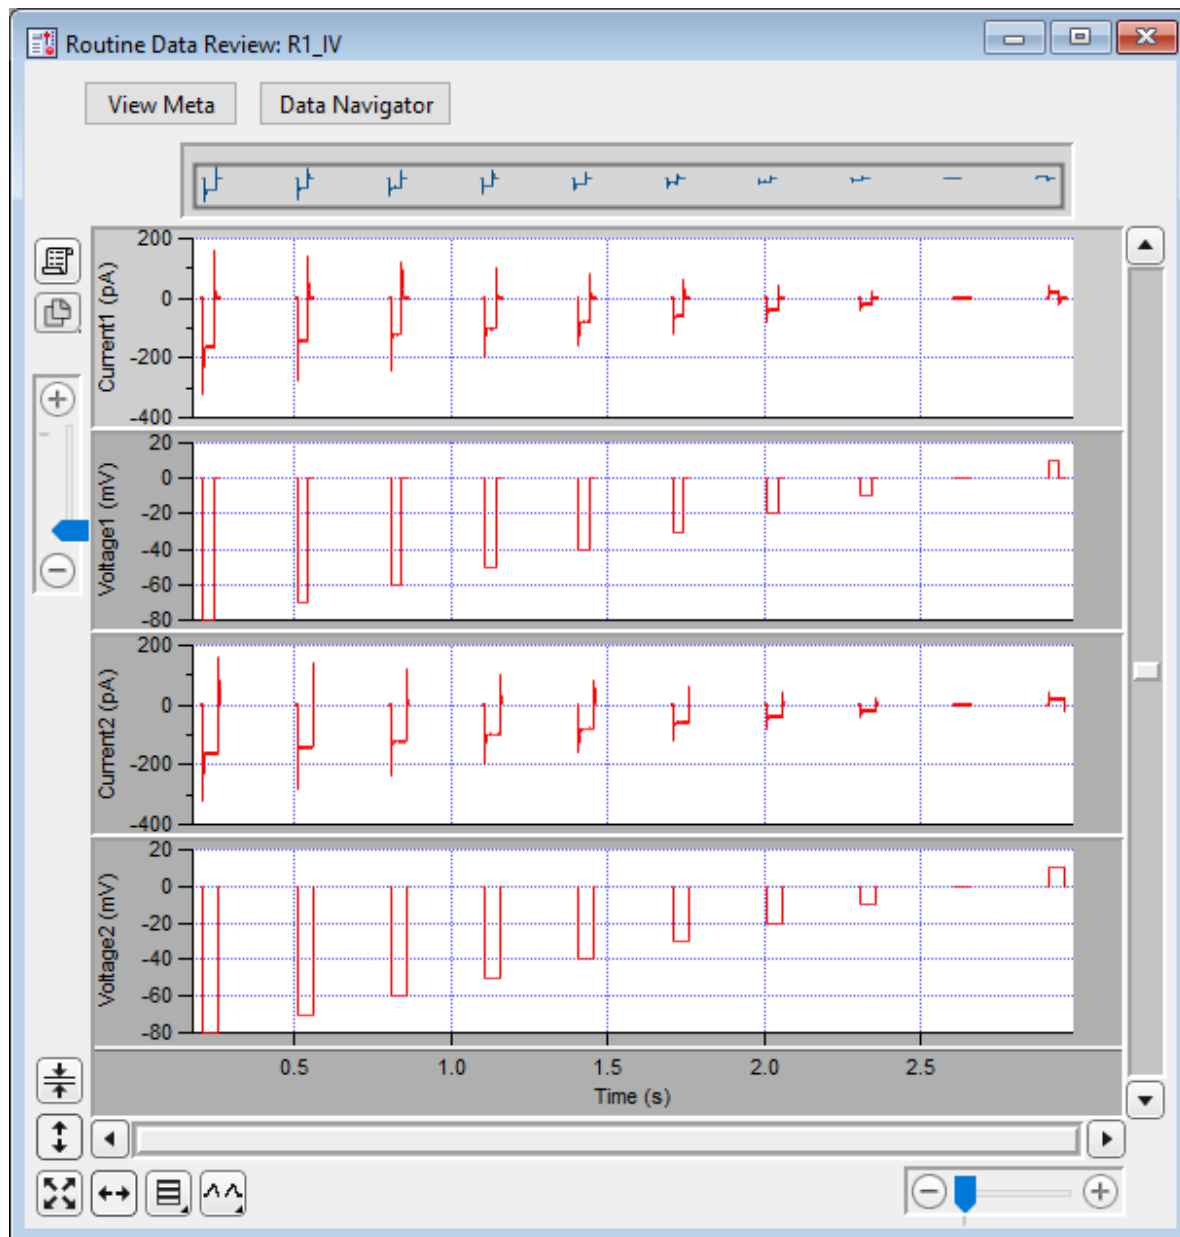 Routine Data Review: R1_IV
View Meta
Data Navigator
200
0
-200
-400
Current1 (pA)
20
0
-20
-40
-60
-80
Voltage1 (mV)
200
0
-200
-400
Current2 (pA)
20
0
-20
-40
-60
-80
Voltage2 (mV)
0.5 1.0 1.5 2.0 2.5
Time (s)